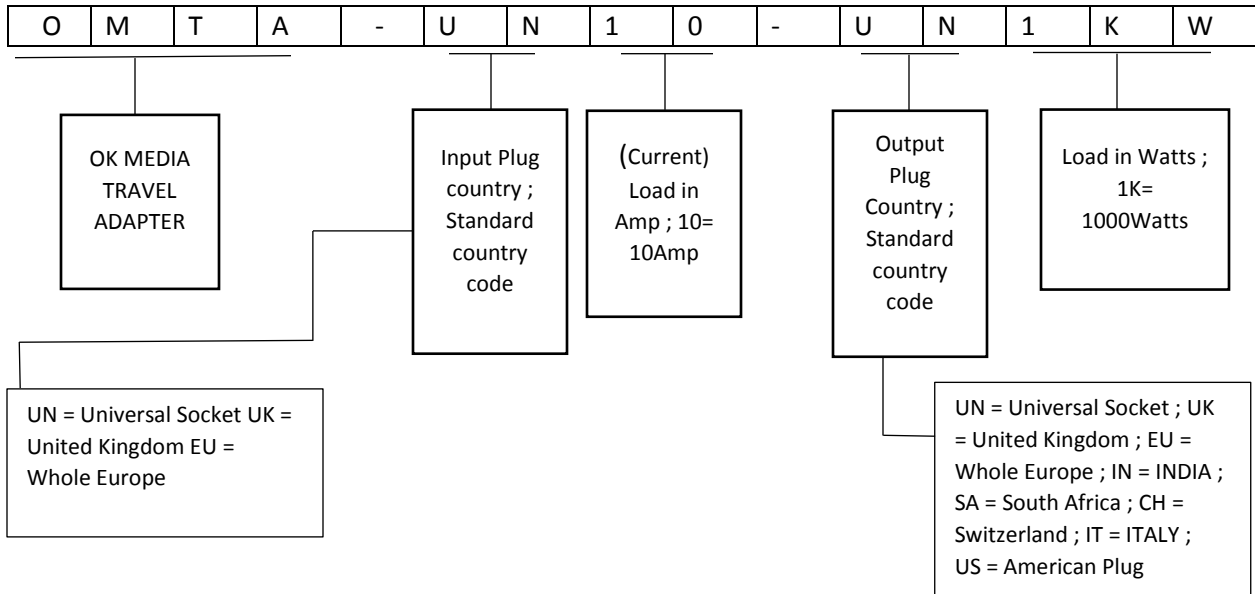 O M T A - U N 1 0 - U N 1 K W
OK MEDIA
TRAVEL
ADAPTER
Input Plug
country ;
Standard
country
code
(Current)
Load in
Amp ; 10=
10Amp
Output
Plug
Country ;
Standard
country
code
Load in Watts ;
1K=
1000Watts
UN = Universal Socket UK =
United Kingdom EU =
Whole Europe
UN = Universal Socket ; UK
= United Kingdom ; EU =
Whole Europe ; IN = INDIA ;
SA = South Africa ; CH =
Switzerland ; IT = ITALY ;
US = American Plug